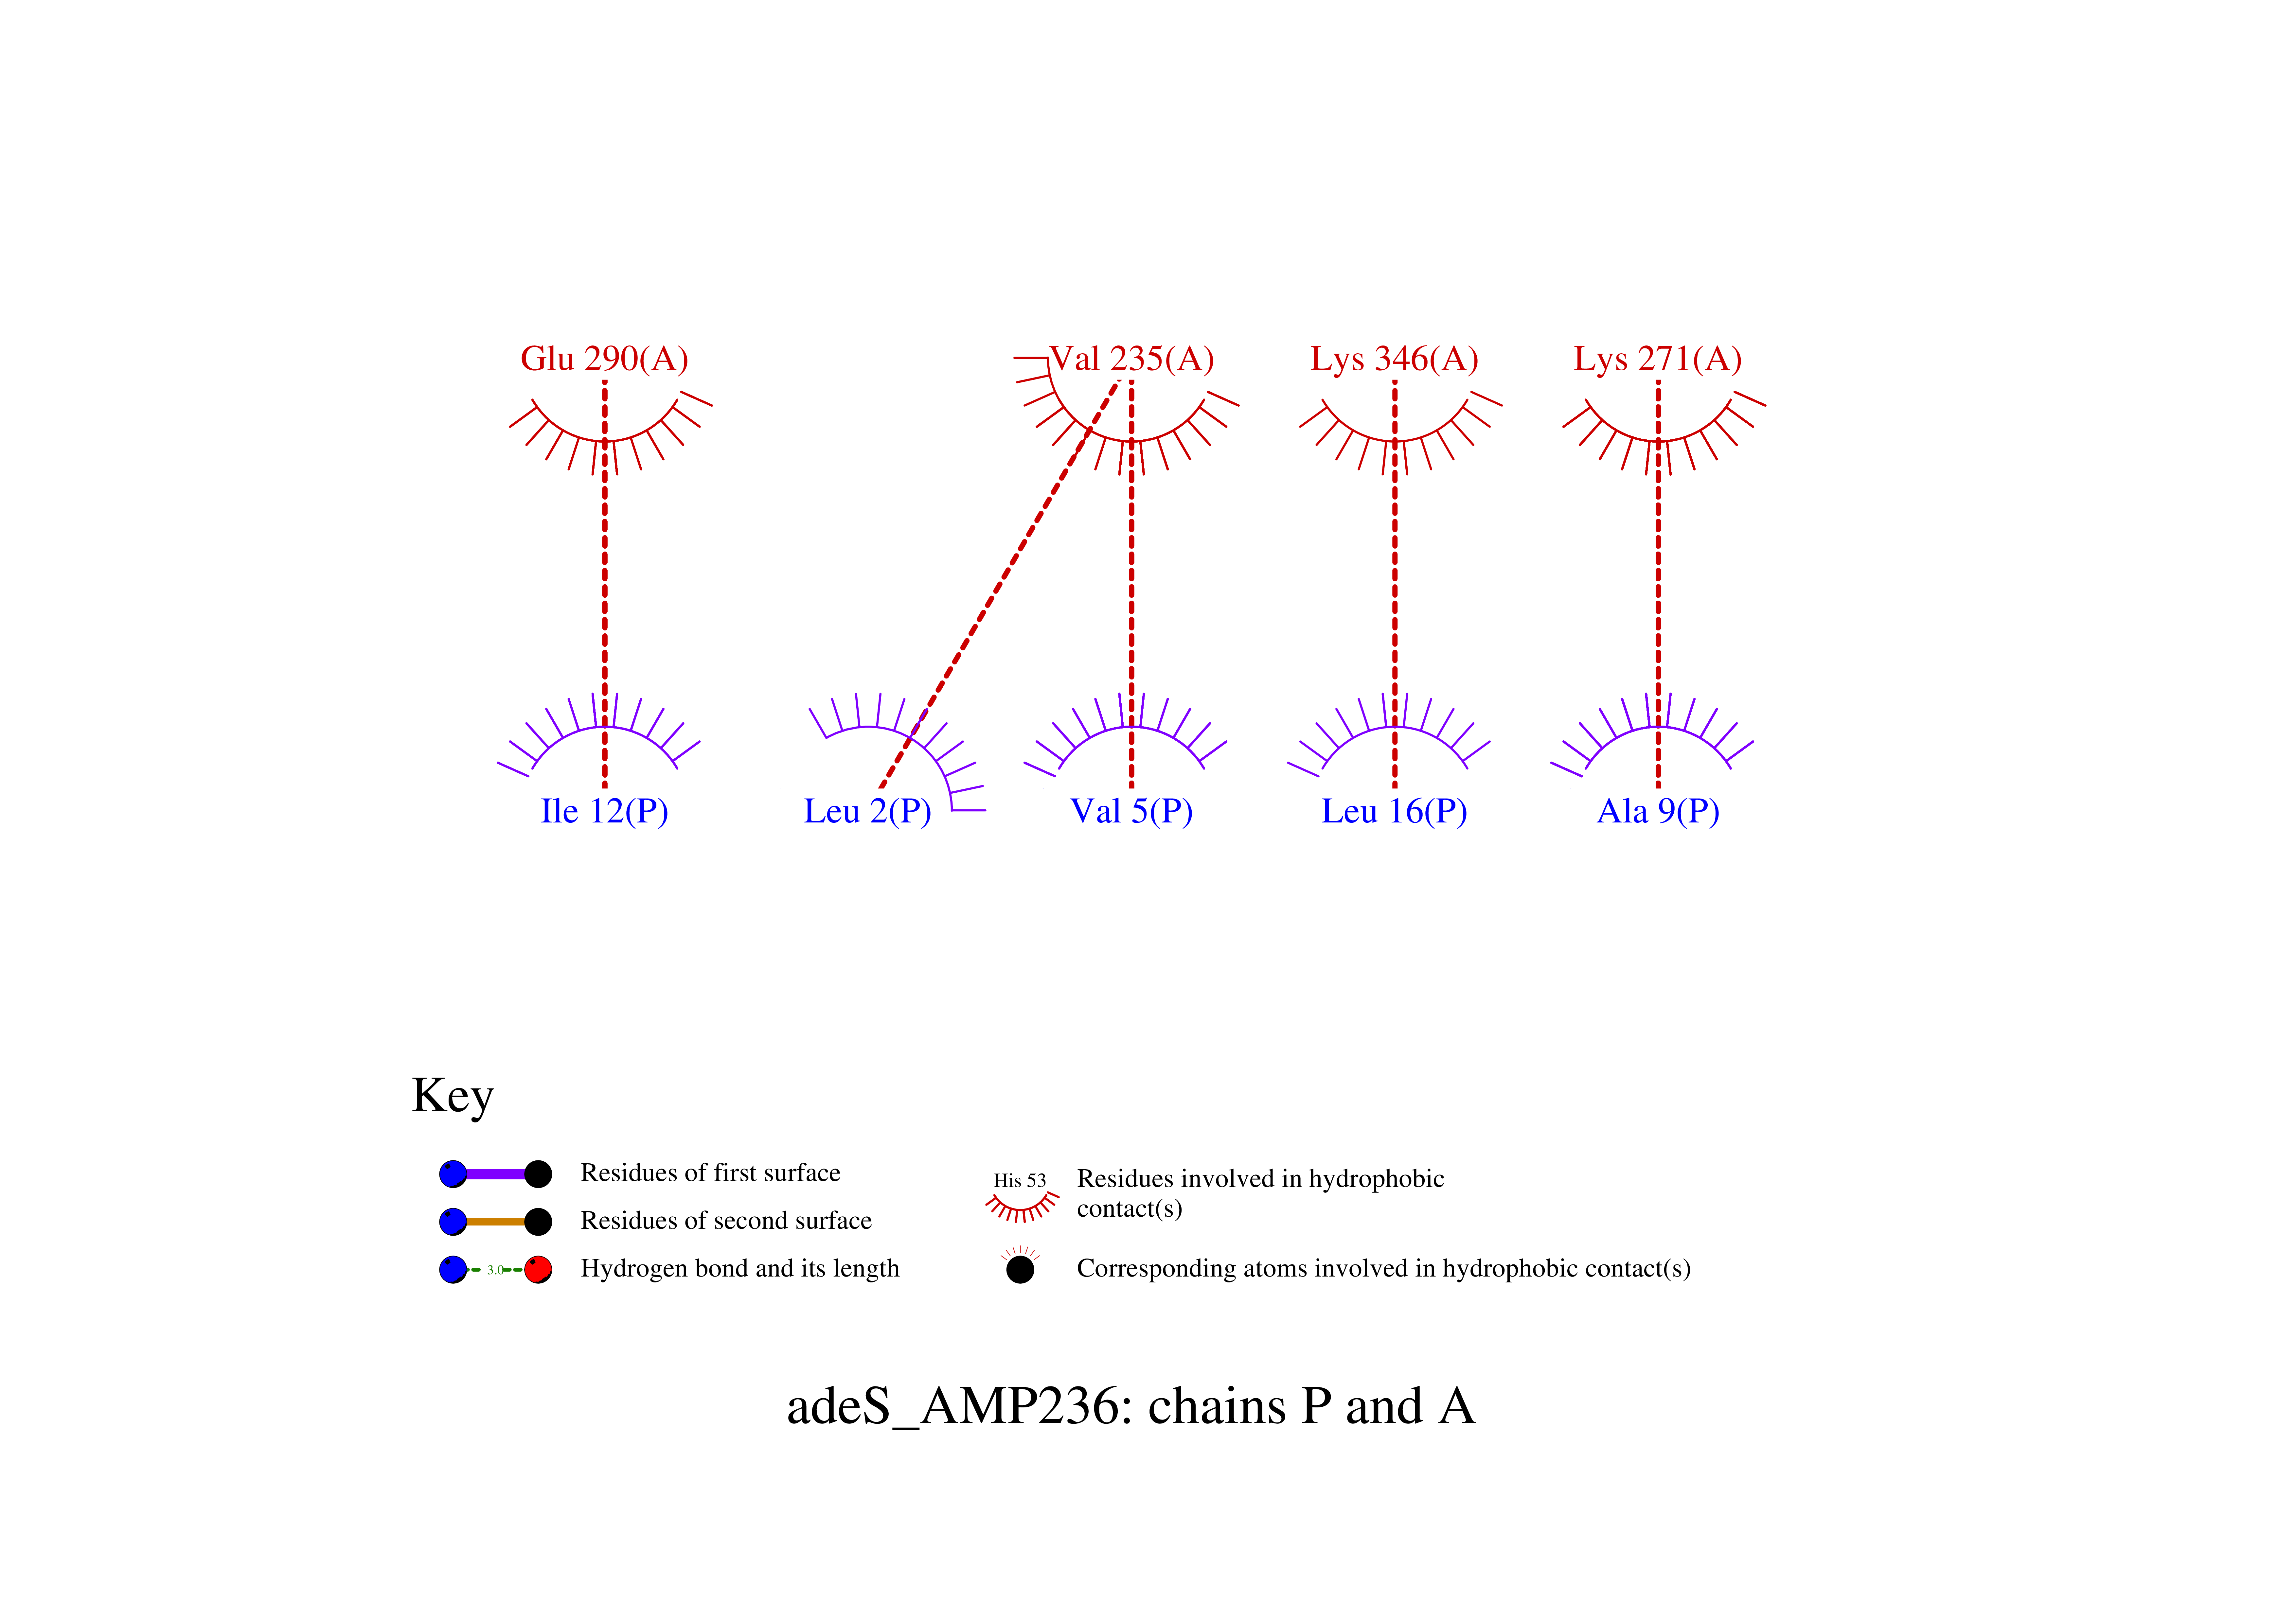 Glu 290(A) Val 235(A) Lys 346(A) Lys 271(A)
Ile 12(P) Leu 2(P) Val 5(P) Leu 16(P) Ala 9(P)
Key
Residues of first surface
Residues of second surface
3.0 Hydrogen bond and its length
His 53 Residues involved in hydrophobic
contact(s)
Corresponding atoms involved in hydrophobic contact(s)
adeS_AMP236: chains P and A